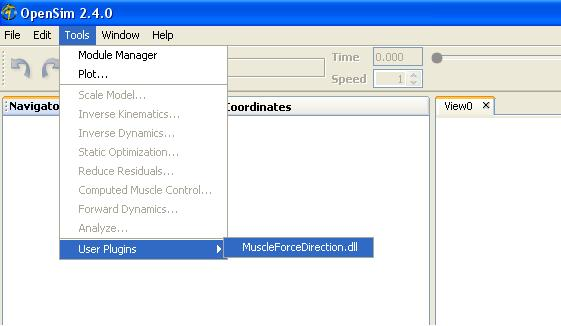 OpenSim 2.4.0
File Edit Tools Window Help
Module Manager
Plot...
Time 0.000
Speed 1
Scale Model...
Navigato Coordinates View0
Inverse Kinematics...
Inverse Dynamics...
Static Optimization...
Reduce Residuals...
Computed Muscle Control...
Forward Dynamics...
Analyze...
User Plugins MuscleForceDirection.dll